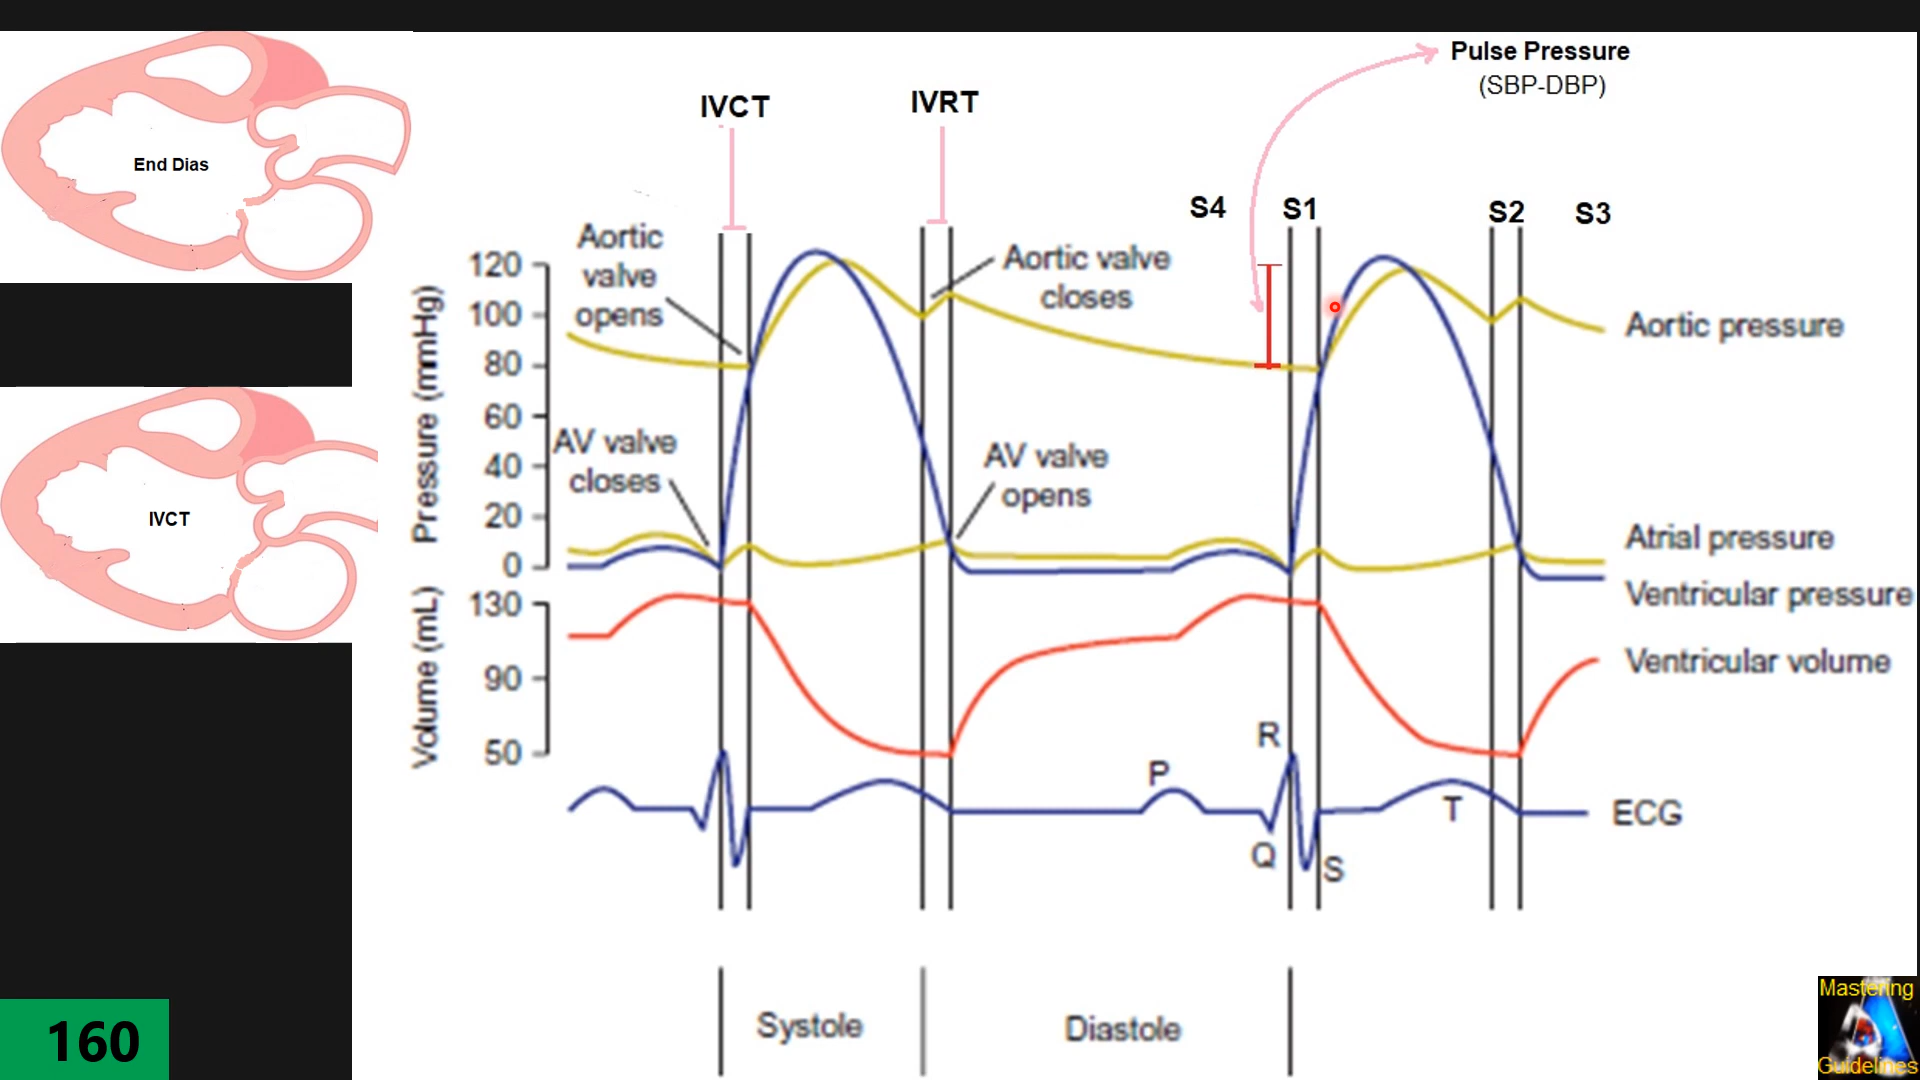 Pulse Pressure
(SBP-DBP)
IVCT
IVRT
End Dias
S4
S1
S2
S3
Aortic
valve
opens
Aortic valve
closes
120
100
80
60
40
20
0
Pressure (mmHg)
Aortic pressure
AV valve
closes
AV valve
opens
IVCT
Atrial pressure
Ventricular pressure
130
90
50
Volume (mL)
Ventricular volume
R
P
T
Q
S
ECG
Systole
Diastole
160
Mastering
Guidelines